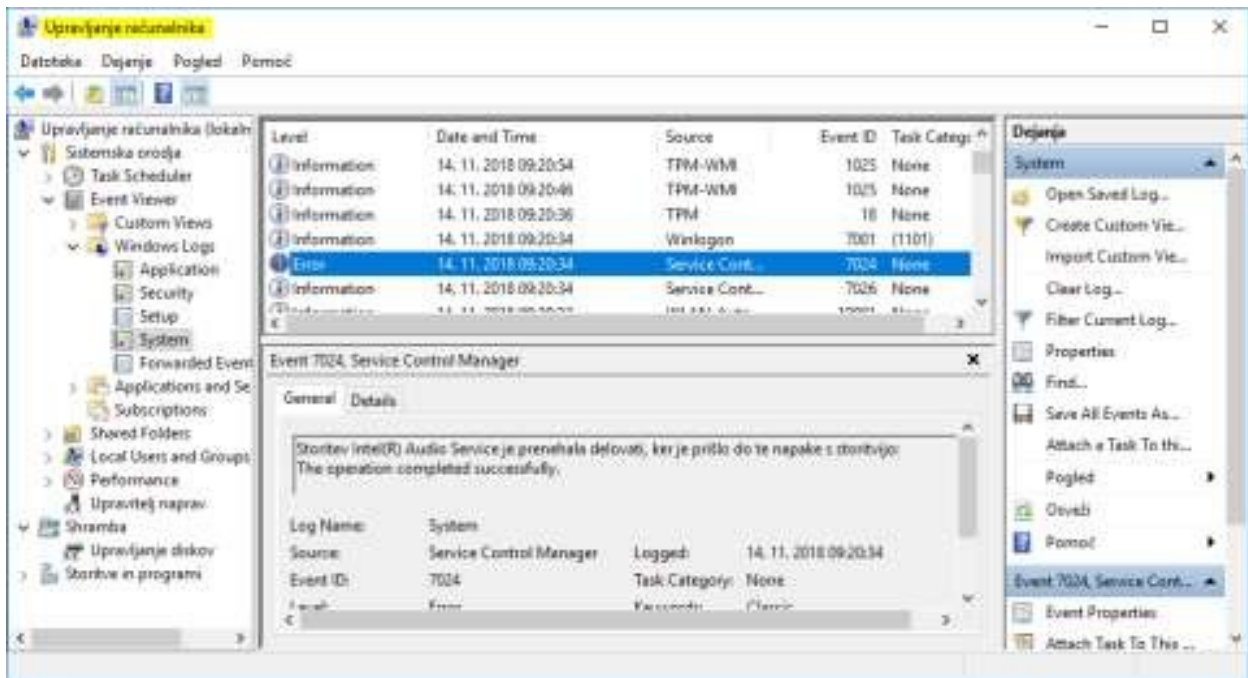 Upravljanje računalnika
Datoteka Dejanje Pogled Pomoč
Upravljanje računalnika (lokaln
Sistemska orodja
Task Scheduler
Event Viewer
Custom Views
Windows Logs
Application
Security
Setup
System
Forwarded Event
Applications and Se
Subscriptions
Shared Folders
Local Users and Groups
Performance
Upravitelj naprav
Shramba
Upravljanje diskov
Storitve in programi
Level Date and Time Source Event ID Task Categ
Information 14. 11. 2018 09:20:54 TPM-WMI 1025 None
Information 14. 11. 2018 09:20:46 TPM-WMI 1025 None
Information 14. 11. 2018 09:20:36 TPM 18 None
Information 14. 11. 2018 09:20:34 Winlogon 7001 (1101)
Error 14. 11. 2018 09:20:34 Service Cont... 7024 None
Information 14. 11. 2018 09:20:34 Service Cont... 7026 None
Event 7024, Service Control Manager
General Details
Storitev Intel(R) Audio Service je prenehala delovati, ker je prišlo do te napake s storitvijo:
The operation completed successfully.
Log Name: System
Source: Service Control Manager Logged: 14. 11. 2018 09:20:34
Event ID: 7024 Task Category: None
Level: Error Keywords: Classic
Dejanja
System
Open Saved Log...
Create Custom Vie...
Import Custom Vie...
Clear Log...
Filter Current Log...
Properties
Find...
Save All Events As...
Attach a Task To thi...
Pogled
Osveži
Pomoč
Event 7024, Service Cont...
Event Properties
Attach Task To This ...